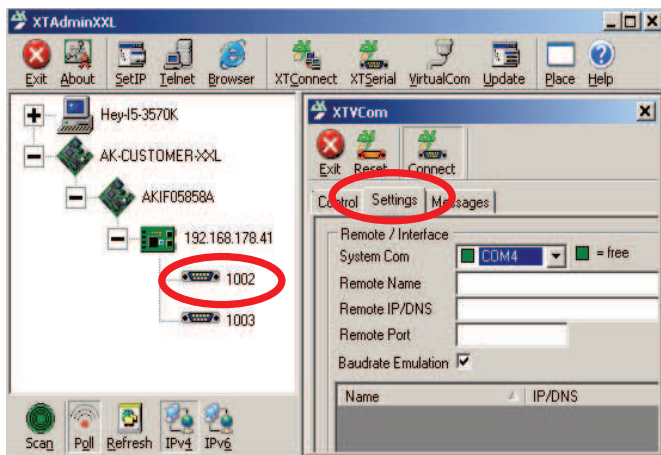 XTAdminXXL
Exit About SetIP Telnet Browser XTConnect XTSerial VirtualCom Update Place Help
Hey-I5-3570K
AK-CUSTOMER-XXL
AKIF05858A
192.168.178.41
1002
1003
Scan Poll Refresh IPv4 IPv6
XTVCom
Exit Reset Connect
Control Settings Messages
Remote / Interface
System Com COM4 = free
Remote Name
Remote IP/DNS
Remote Port
Baudrate Emulation
Name IP/DNS